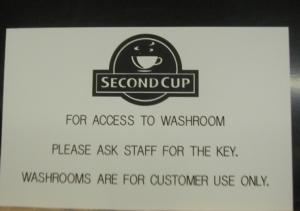 SECOND CUP
FOR ACCESS TO WASHROOM
PLEASE ASK STAFF FOR THE KEY.
WASHROOMS ARE FOR CUSTOMER USE ONLY.